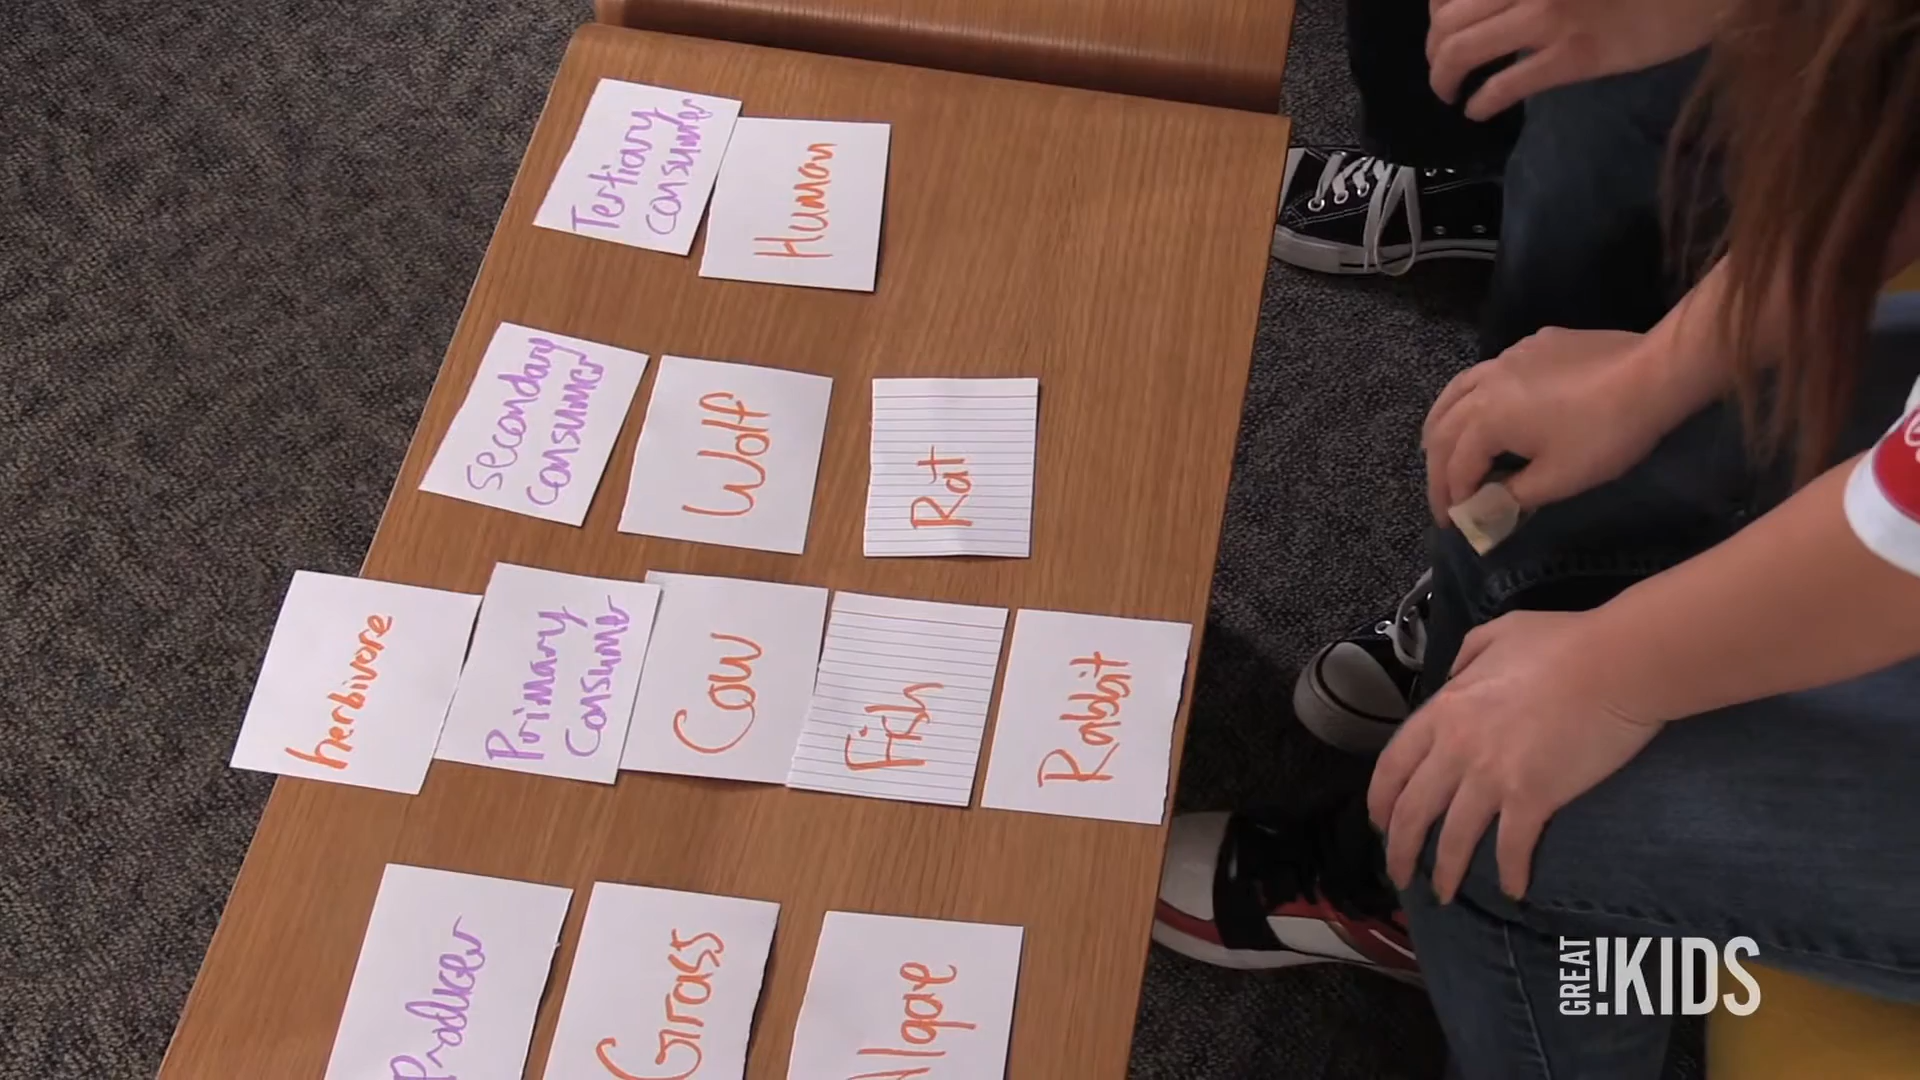 Tertiary
consumer
Human
Secondary
consumer
Wolf
Rat
herbivore
Primary
Consumer
Cow
Fish
Rabbit
Producer
Grass
Algae
GREAT
!KIDS